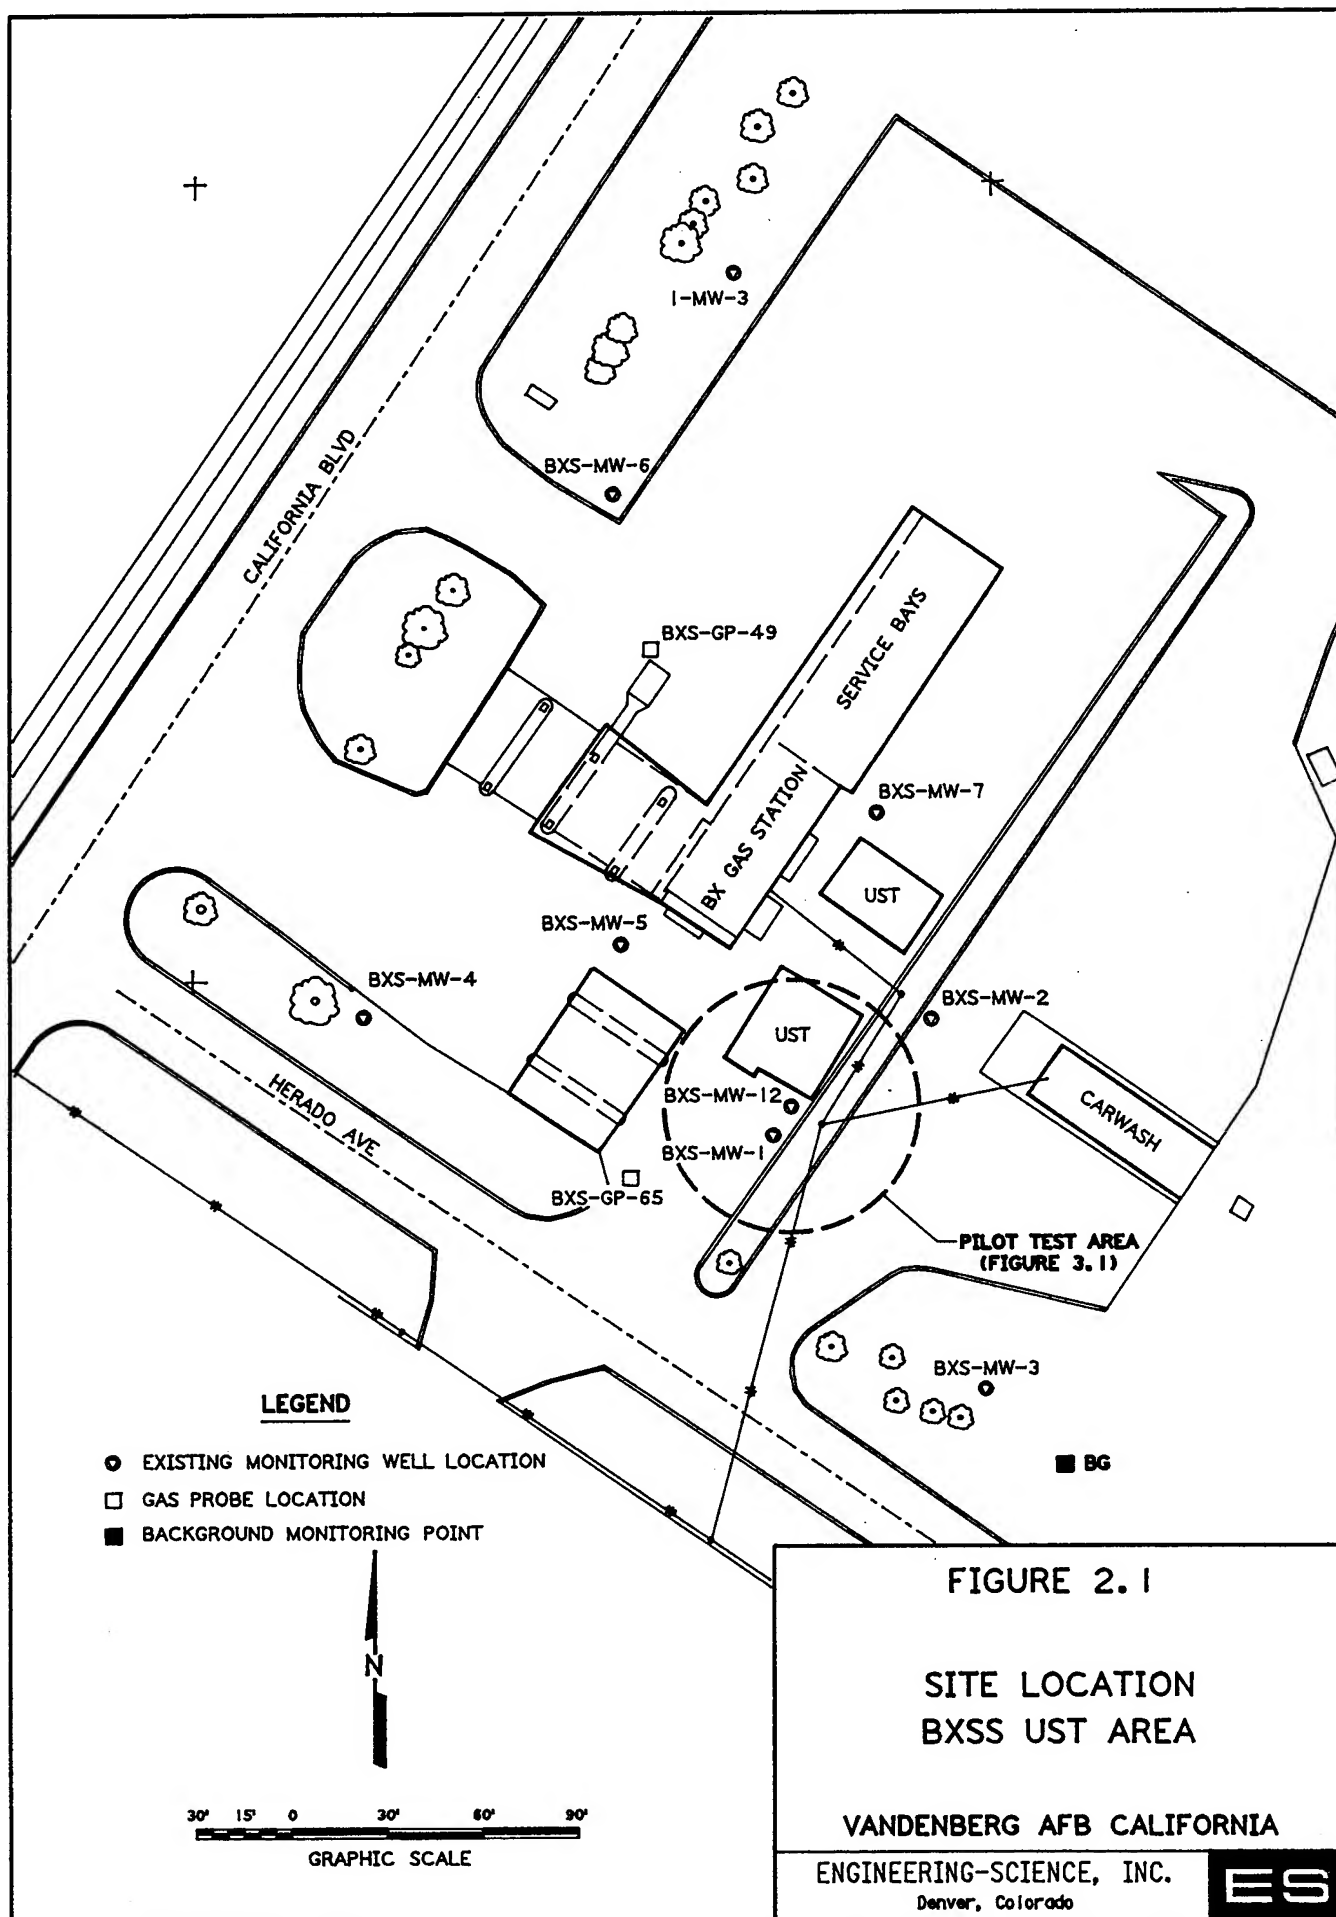 I-MW-3
BXS-MW-6
CALIFORNIA BLVD
BXS-GP-49
SERVICE BAYS
BX GAS STATION
BXS-MW-7
UST
BXS-MW-5
BXS-MW-4
BXS-MW-2
UST
HERADO AVE
BXS-MW-12
CARWASH
BXS-MW-1
BXS-GP-65
PILOT TEST AREA
(FIGURE 3.1)
BXS-MW-3
BG
LEGEND
EXISTING MONITORING WELL LOCATION
GAS PROBE LOCATION
BACKGROUND MONITORING POINT
N
30' 15' 0 30' 60' 90'
GRAPHIC SCALE
FIGURE 2.1
SITE LOCATION
BXSS UST AREA
VANDENBERG AFB CALIFORNIA
ENGINEERING-SCIENCE, INC.
Denver, Colorado
ES